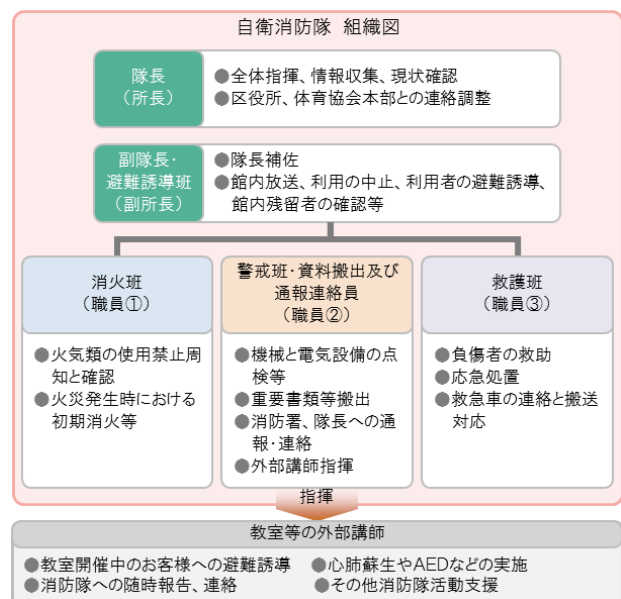 自衛消防隊 組織図
隊長
（所長）
●全体指揮、情報収集、現状確認
●区役所、体育協会本部との連絡調整
副隊長・
避難誘導班
（副所長）
●隊長補佐
●館内放送、利用の中止、利用者の避難誘導、
館内残留者の確認等
消火班
（職員①）
●火気類の使用禁止周
知と確認
●火災発生時における
初期消火等
警戒班・資料搬出及び
通報連絡員
（職員②）
●機械と電気設備の点
検等
●重要書類等搬出
●消防署、隊長への通
報・連絡
●外部講師指揮
救護班
（職員③）
●負傷者の救助
●応急処置
●救急車の連絡と搬送
対応
指揮
教室等の外部講師
●教室開催中のお客様への避難誘導
●消防隊への随時報告、連絡
●心肺蘇生やAEDなどの実施
●その他消防隊活動支援